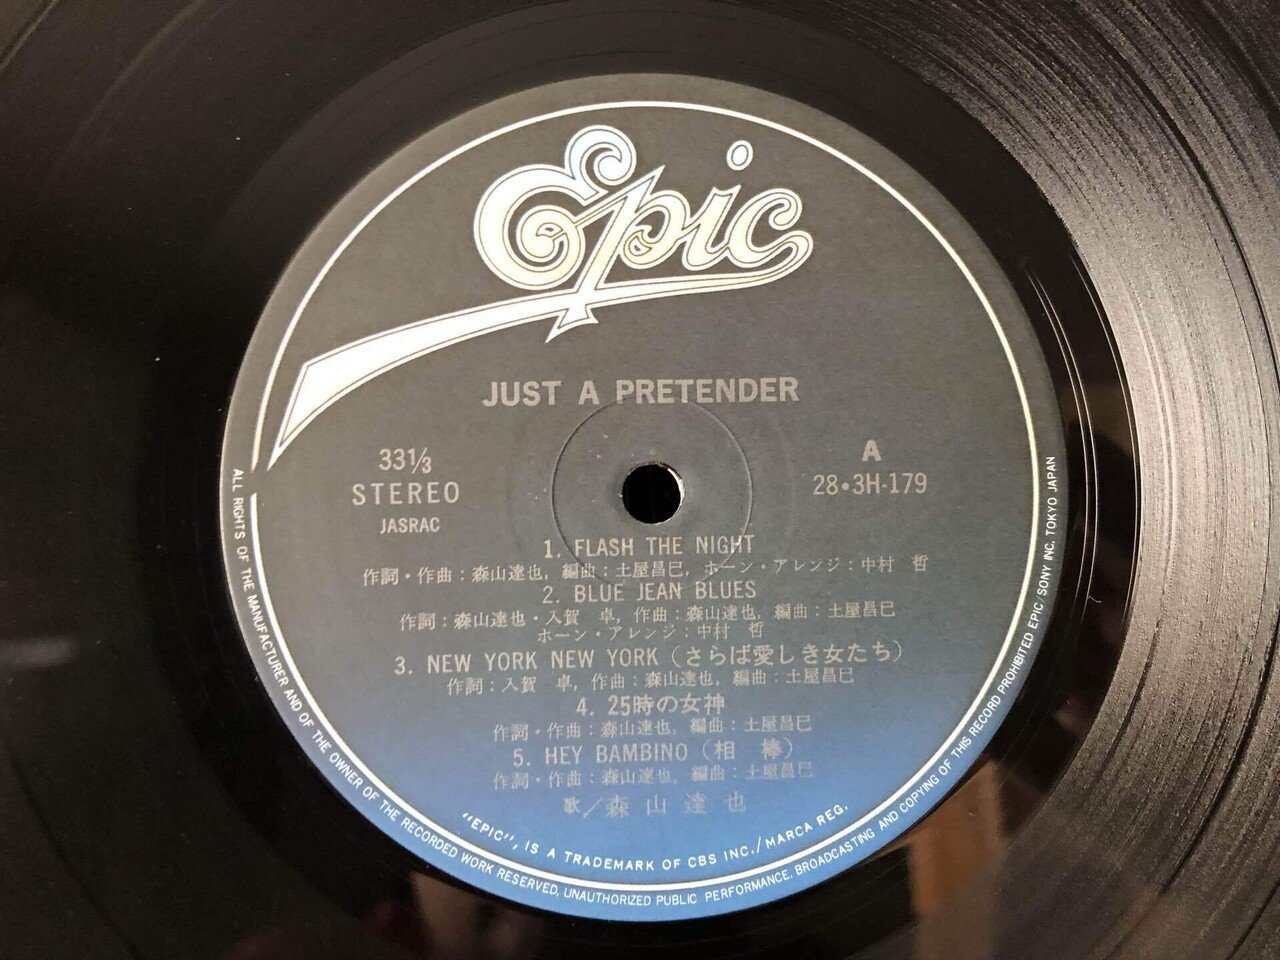 Epic
JUST A PRETENDER
33⅓
STEREO
JASRAC
A
28・3H-179
1. FLASH THE NIGHT
作詞・作曲：森山達也, 編曲：土屋昌巳, ホーン・アレンジ：中村 哲
2. BLUE JEAN BLUES
作詞：森山達也・入賀 卓, 作曲：森山達也, 編曲：土屋昌巳
ホーン・アレンジ：中村 哲
3. NEW YORK NEW YORK（さらば愛しき女たち）
作詞：入賀 卓, 作曲：森山達也, 編曲：土屋昌巳
4. 25時の女神
作詞・作曲：森山達也, 編曲：土屋昌巳
5. HEY BAMBINO（相 棒）
作詞・作曲：森山達也, 編曲：土屋昌巳
歌／森山達也
"EPIC", IS A TRADEMARK OF CBS INC./MARCA REG.
ALL RIGHTS OF THE MANUFACTURER AND OF THE OWNER OF THE RECORDED WORK RESERVED, UNAUTHORIZED PUBLIC PERFORMANCE, BROADCASTING AND COPYING OF THIS RECORD PROHIBITED EPIC/SONY INC. TOKYO JAPAN